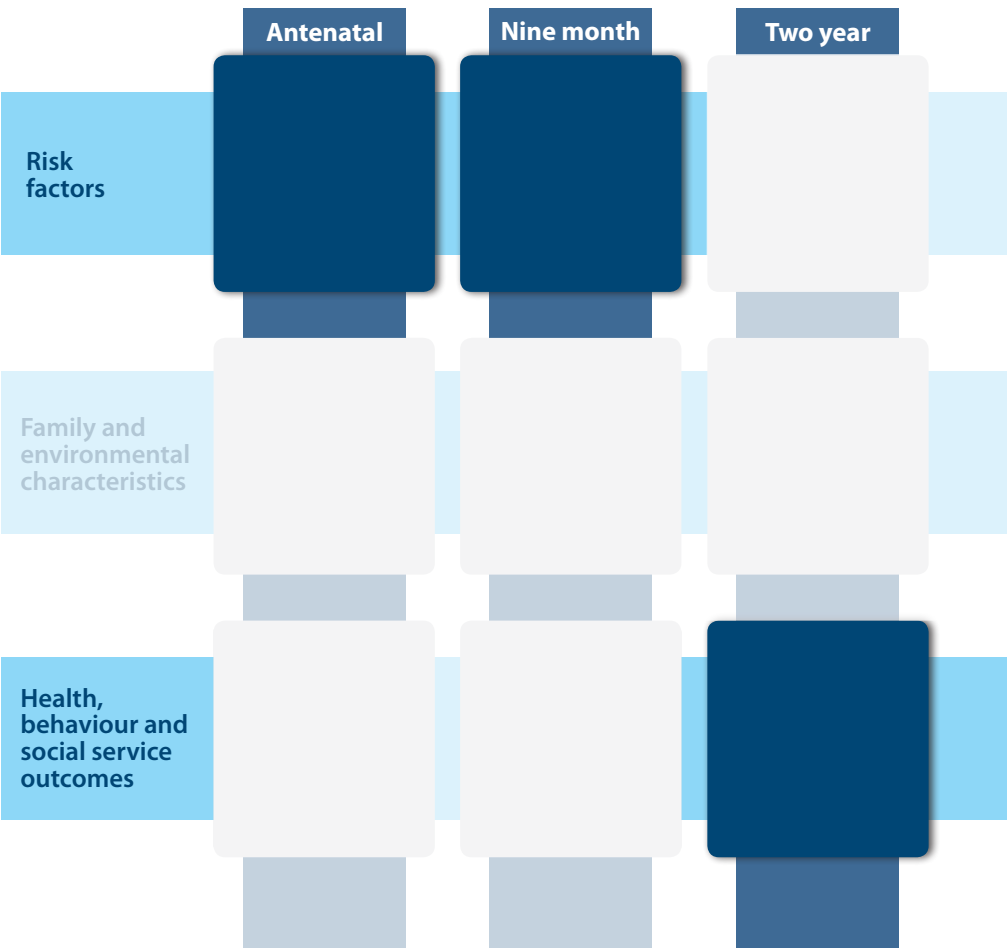 Antenatal
Nine month
Two year
Risk
factors
Family and
environmental
characteristics
Health,
behaviour and
social service
outcomes